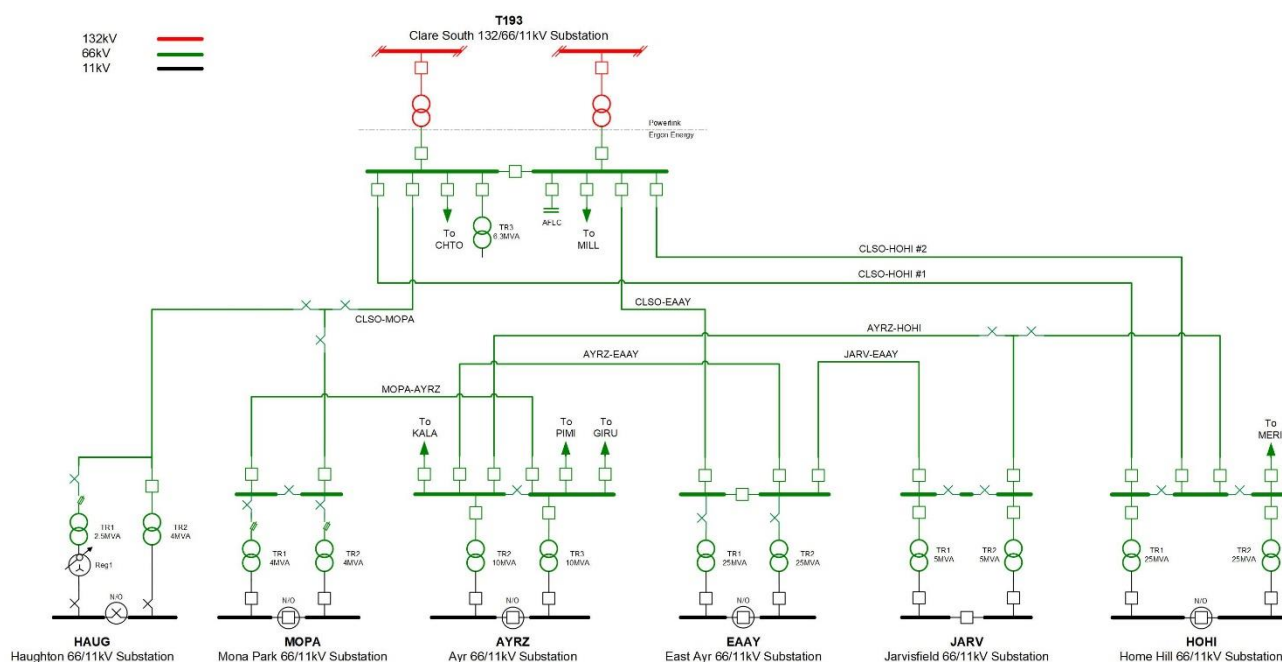 T193
Clare South 132/66/11kV Substation
132kV
66kV
11kV
Powerlink
Ergon Energy
To
CHTO
TR3
6.3MVA
AFLC
To
MILL
CLSO-HOHI #2
CLSO-HOHI #1
CLSO-MOPA
CLSO-EAAY
AYRZ-HOHI
AYRZ-EAAY
JARV-EAAY
MOPA-AYRZ
To
KALA
To
PIMI
To
GIRU
To
MERI
TR1
2.5MVA
TR2
4MVA
Reg1
TR1
4MVA
TR2
4MVA
TR2
10MVA
TR3
10MVA
TR1
25MVA
TR2
25MVA
TR1
5MVA
TR2
5MVA
TR1
25MVA
TR2
25MVA
N/O
N/O
N/O
N/O
N/O
HAUG
Haughton 66/11kV Substation
MOPA
Mona Park 66/11kV Substation
AYRZ
Ayr 66/11kV Substation
EAAY
East Ayr 66/11kV Substation
JARV
Jarvisfield 66/11kV Substation
HOHI
Home Hill 66/11kV Substation